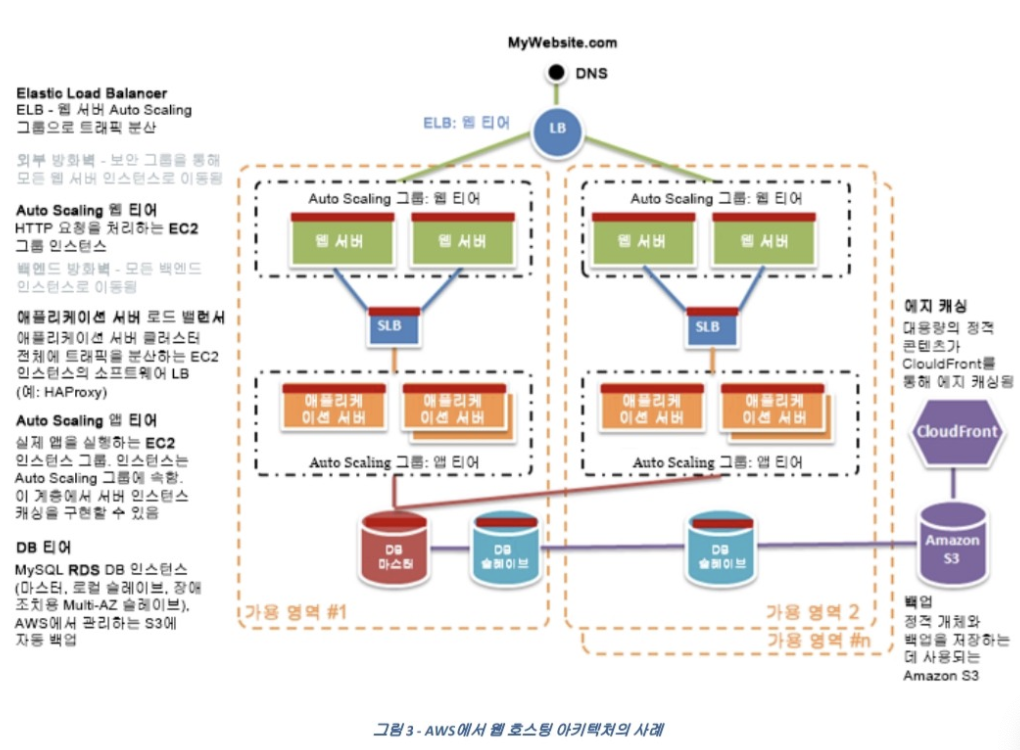 MyWebsite.com
DNS
Elastic Load Balancer
ELB - 웹 서버 Auto Scaling
그룹으로 트래픽 분산
ELB: 웹 티어
LB
외부 방화벽 - 보안 그룹을 통해
모든 웹 서버 인스턴스로 이동됨
Auto Scaling 웹 티어
HTTP 요청을 처리하는 EC2
그룹 인스턴스
백엔드 방화벽 - 모든 백엔드
인스턴스로 이동됨
애플리케이션 서버 로드 밸런서
애플리케이션 서버 클러스터
전체에 트래픽을 분산하는 EC2
인스턴스의 소프트웨어 LB
(예: HAProxy)
Auto Scaling 앱 티어
실제 앱을 실행하는 EC2
인스턴스 그룹. 인스턴스는
Auto Scaling 그룹에 속함.
이 계층에서 서버 인스턴스
캐싱을 구현할 수 있음
DB 티어
MySQL RDS DB 인스턴스
(마스터, 로컬 슬레이브, 장애
조치용 Multi-AZ 슬레이브),
AWS에서 관리하는 S3에
자동 백업
Auto Scaling 그룹: 웹 티어
웹 서버
웹 서버
SLB
애플리케
이션 서버
애플리케
이션 서버
Auto Scaling 그룹: 앱 티어
DB
마스터
DB
슬레이브
가용 영역 #1
Auto Scaling 그룹: 웹 티어
웹 서버
웹 서버
SLB
애플리케
이션 서버
애플리케
이션 서버
Auto Scaling 그룹: 앱 티어
DB
슬레이브
가용 영역 2
가용 영역 #n
에지 캐싱
대용량의 정적
콘텐츠가
CloudFront를
통해 에지 캐싱됨
CloudFront
Amazon
S3
백업
정적 개체와
백업을 저장하는
데 사용되는
Amazon S3
그림 3 - AWS에서 웹 호스팅 아키텍처의 사례